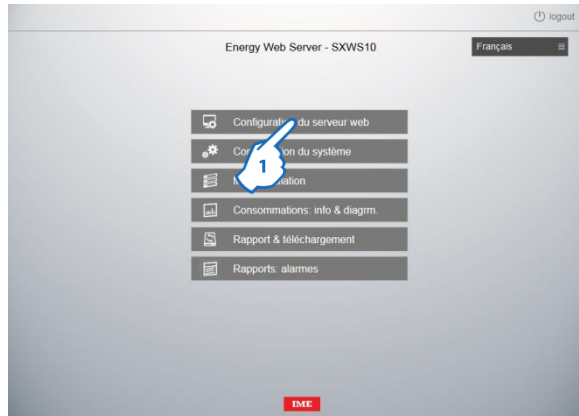 logout
Energy Web Server - SXWS10
Français
Configuration du serveur web
du système
1
Consommations: info & diagrm.
Rapport & téléchargement
Rapports: alarmes
IME